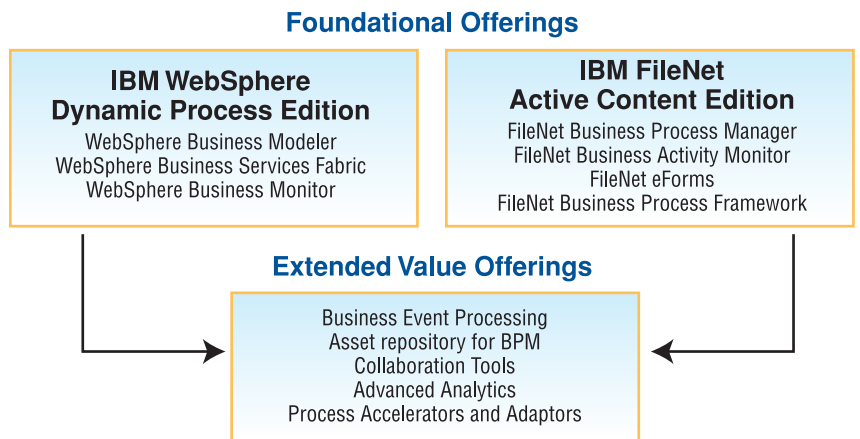 Foundational Offerings
IBM WebSphere
Dynamic Process Edition
WebSphere Business Modeler
WebSphere Business Services Fabric
WebSphere Business Monitor
IBM FileNet
Active Content Edition
FileNet Business Process Manager
FileNet Business Activity Monitor
FileNet eForms
FileNet Business Process Framework
Extended Value Offerings
Business Event Processing
Asset repository for BPM
Collaboration Tools
Advanced Analytics
Process Accelerators and Adaptors